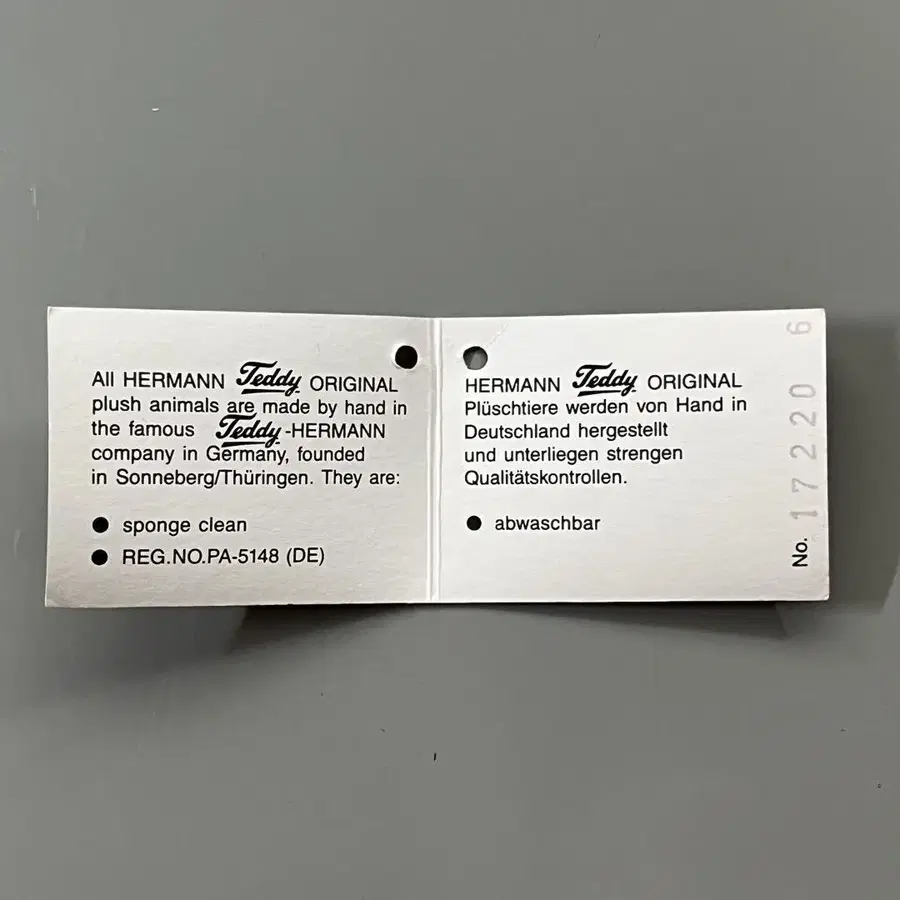 All HERMANN Teddy ORIGINAL
plush animals are made by hand in
the famous Teddy-HERMANN
company in Germany, founded
in Sonneberg/Thüringen. They are:
● sponge clean
● REG.NO.PA-5148 (DE)
HERMANN Teddy ORIGINAL
Plüschtiere werden von Hand in
Deutschland hergestellt
und unterliegen strengen
Qualitätskontrollen.
● abwaschbar
No. 17220 6